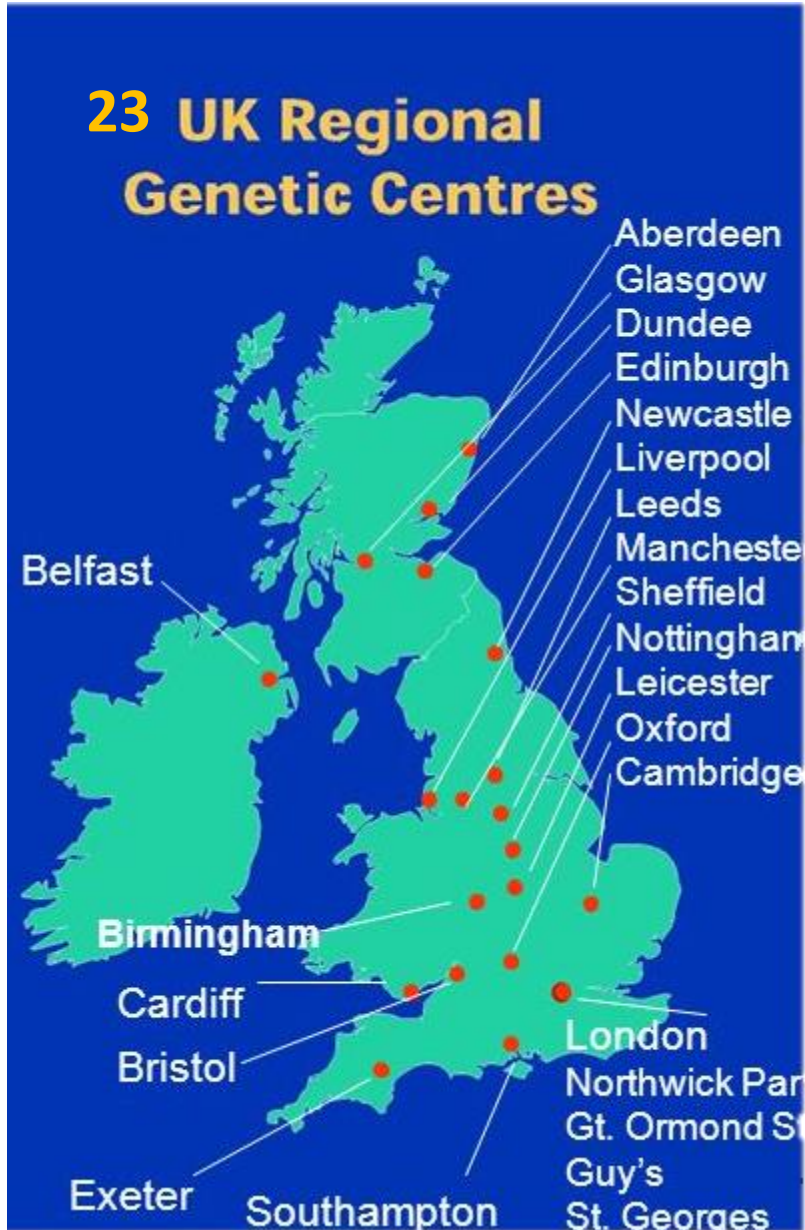 23 UK Regional
Genetic Centres
Aberdeen
Glasgow
Dundee
Edinburgh
Newcastle
Liverpool
Leeds
Mancheste
Sheffield
Nottingham
Leicester
Oxford
Cambridge
Belfast
Birmingham
Cardiff
Bristol
Exeter
Southampton
London
Northwick Par
Gt. Ormond S
Guy's
St. Georges